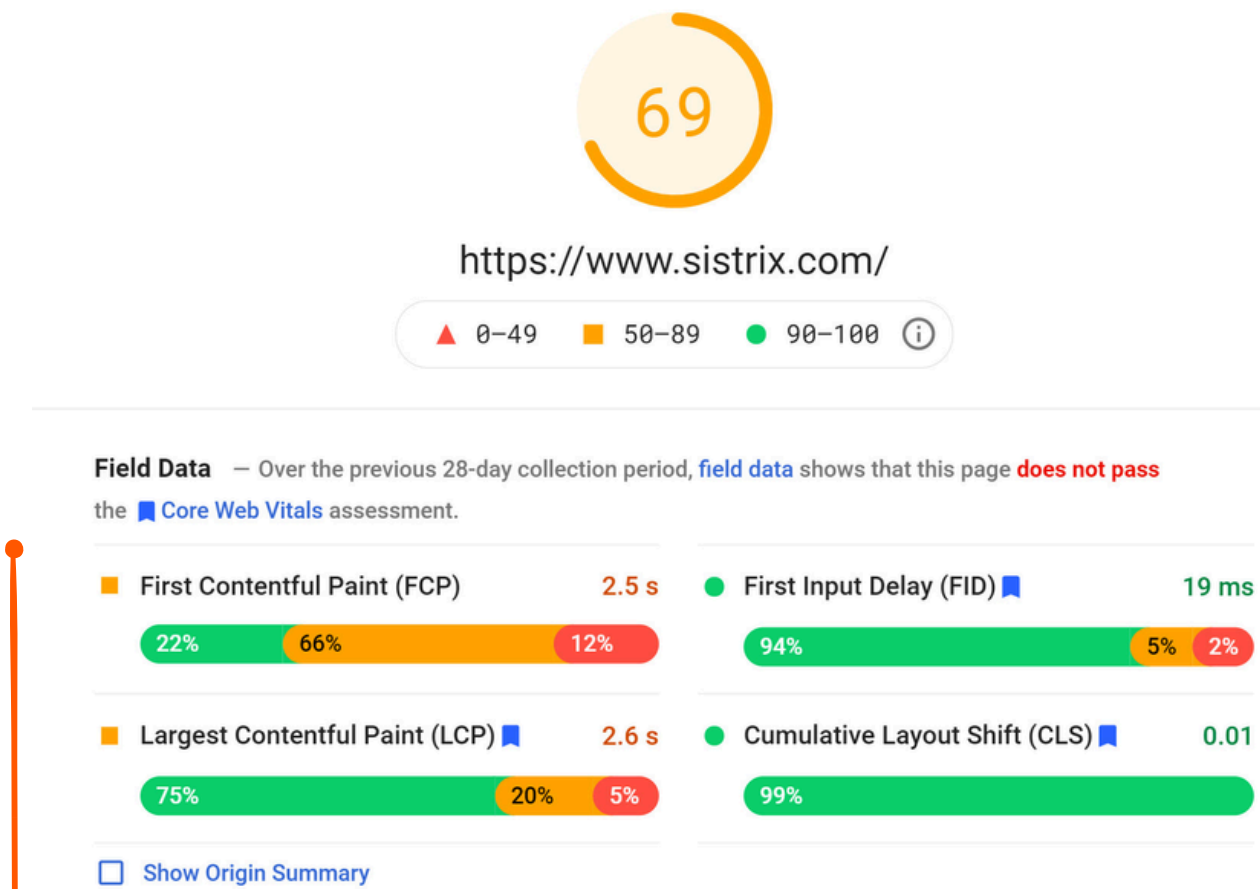 69
https://www.sistrix.com/
0–49 50–89 90–100
Field Data — Over the previous 28-day collection period, field data shows that this page does not pass
the Core Web Vitals assessment.
First Contentful Paint (FCP) 2.5 s
22% 66% 12%
First Input Delay (FID) 19 ms
94% 5% 2%
Largest Contentful Paint (LCP) 2.6 s
75% 20% 5%
Cumulative Layout Shift (CLS) 0.01
99%
Show Origin Summary